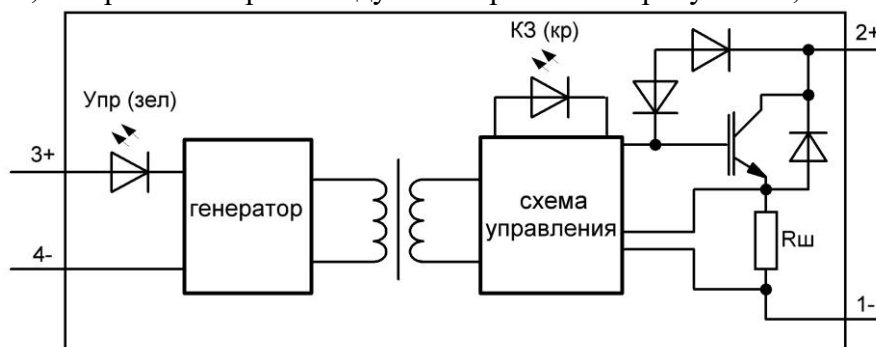 КЗ (кр)
2+
Упр (зел)
3+
генератор
схема
управления
Rш
4-
1-